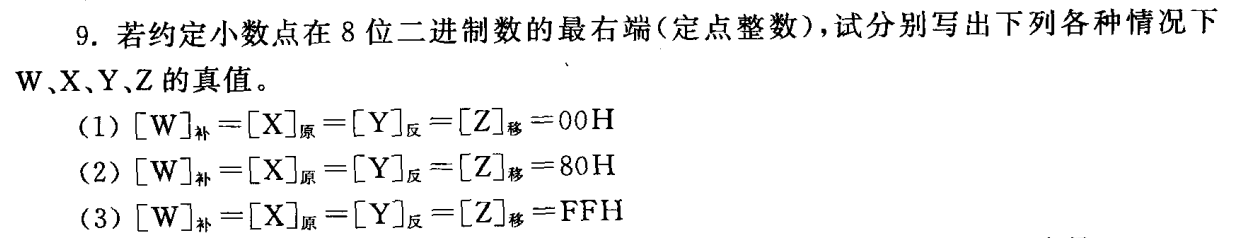 9. 若约定小数点在 8 位二进制数的最右端(定点整数),试分别写出下列各种情况下
W、X、Y、Z 的真值。
(1) [W]补=[X]原=[Y]反=[Z]移=00H
(2) [W]补=[X]原=[Y]反=[Z]移=80H
(3) [W]补=[X]原=[Y]反=[Z]移=FFH